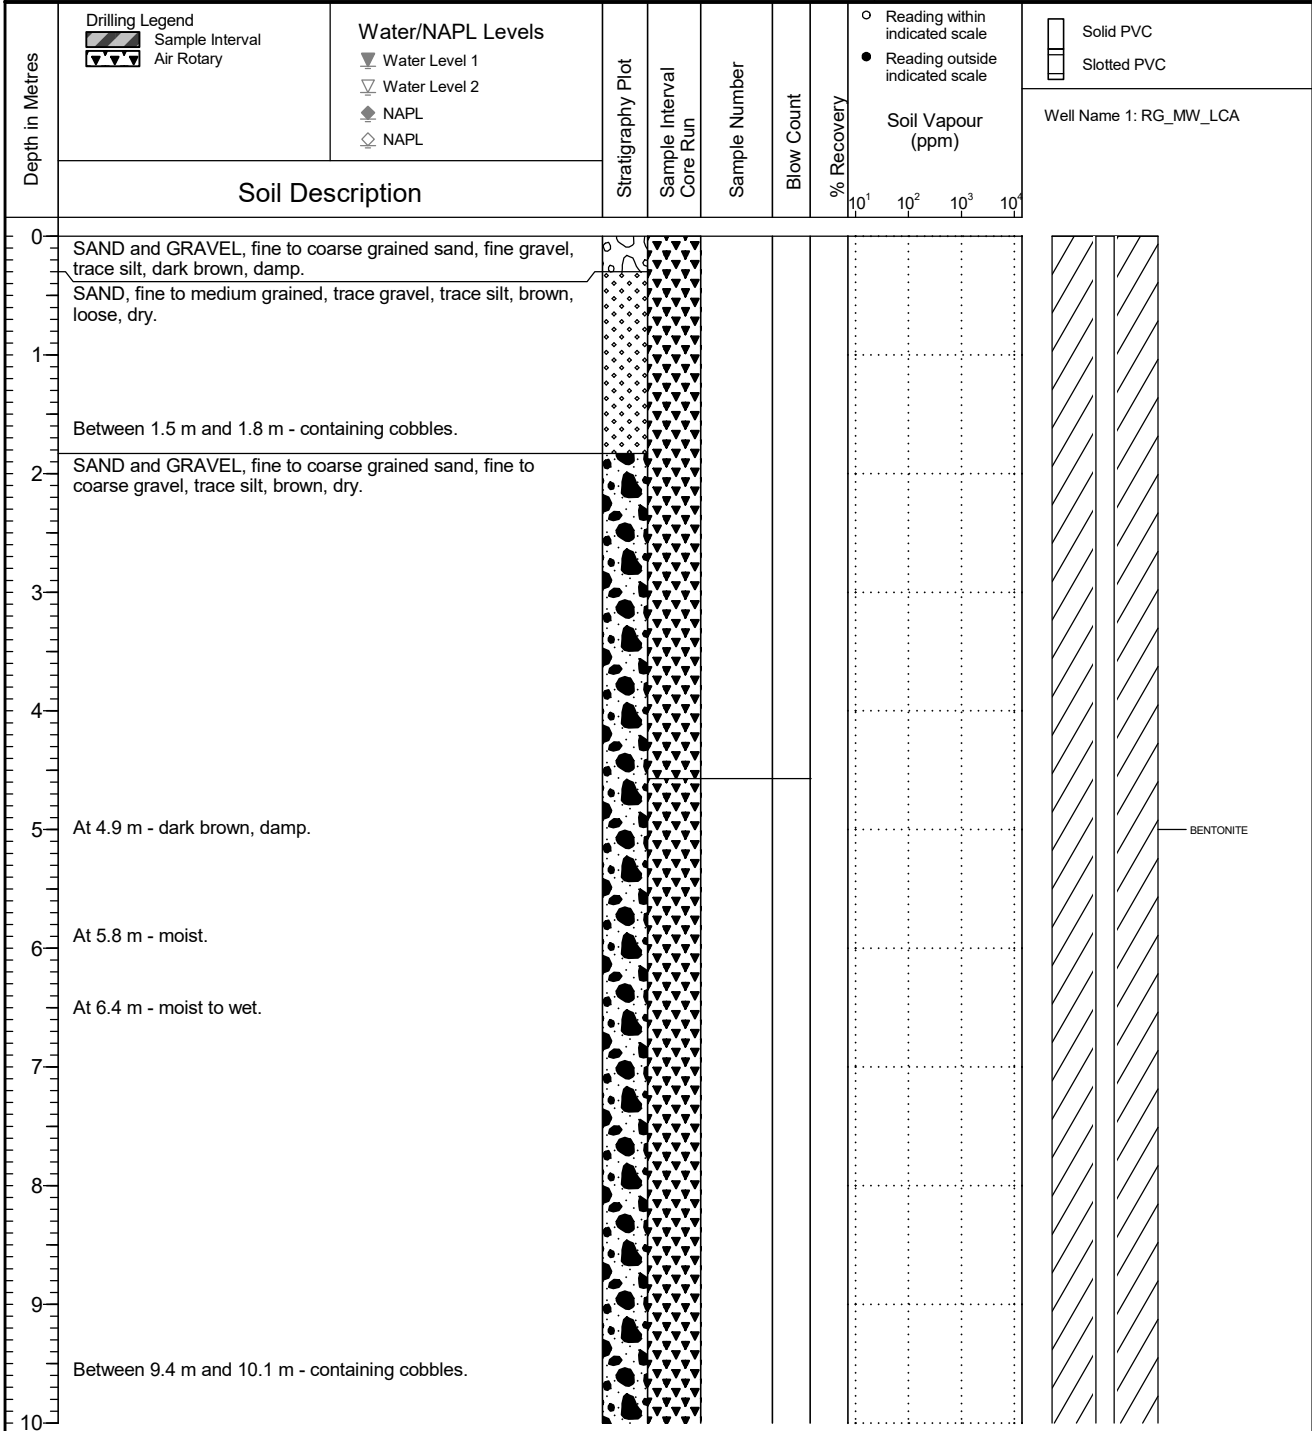 Depth in Metres
Drilling Legend
Sample Interval
Air Rotary
Water/NAPL Levels
Water Level 1
Water Level 2
NAPL
NAPL
Soil Description
Stratigraphy Plot
Sample Interval
Core Run
Sample Number
Blow Count
% Recovery
Reading within
indicated scale
Reading outside
indicated scale
Soil Vapour
(ppm)
10¹ 10² 10³ 10⁴
Solid PVC
Slotted PVC
Well Name 1: RG_MW_LCA
0
SAND and GRAVEL, fine to coarse grained sand, fine gravel,
trace silt, dark brown, damp.
SAND, fine to medium grained, trace gravel, trace silt, brown,
loose, dry.
1
Between 1.5 m and 1.8 m - containing cobbles.
SAND and GRAVEL, fine to coarse grained sand, fine to
2
coarse gravel, trace silt, brown, dry.
3
4
5
At 4.9 m - dark brown, damp.
BENTONITE
At 5.8 m - moist.
6
At 6.4 m - moist to wet.
7
8
9
Between 9.4 m and 10.1 m - containing cobbles.
10